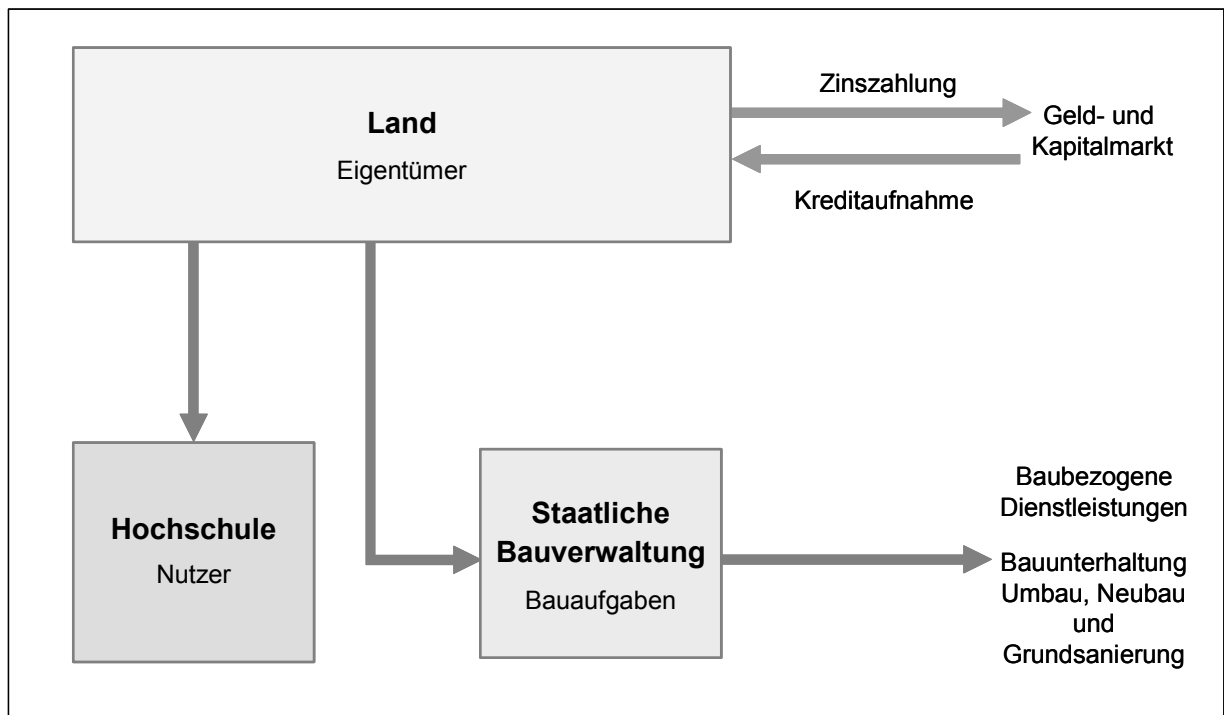 Land
Eigentümer
Zinszahlung
Geld- und
Kapitalmarkt
Kreditaufnahme
Hochschule
Nutzer
Staatliche
Bauverwaltung
Bauaufgaben
Baubezogene
Dienstleistungen
Bauunterhaltung
Umbau, Neubau
und
Grundsanierung